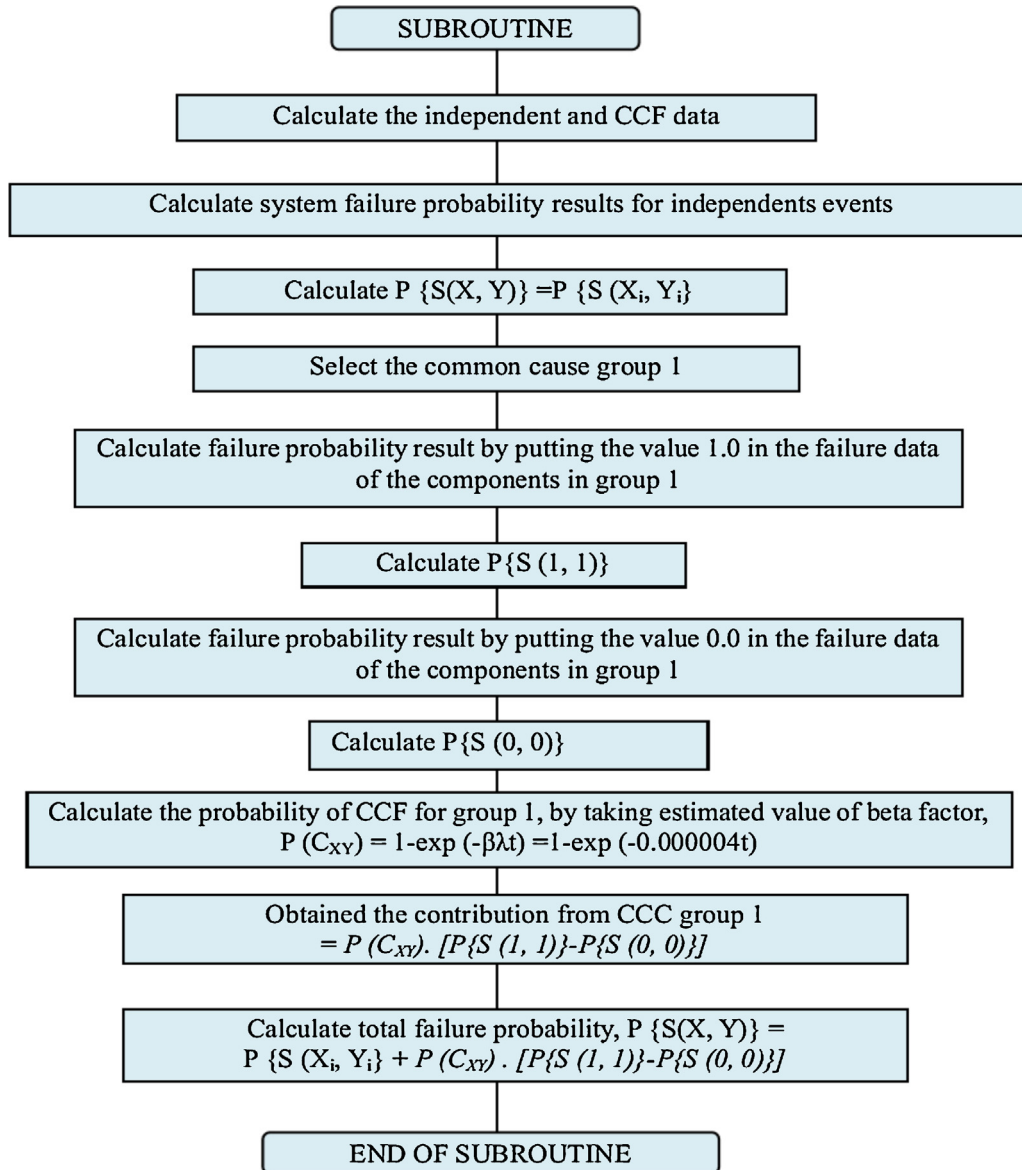 SUBROUTINE
Calculate the independent and CCF data
Calculate system failure probability results for independents events
Calculate P {S(X, Y)} =P {S (Xᵢ, Yᵢ}
Select the common cause group 1
Calculate failure probability result by putting the value 1.0 in the failure data
of the components in group 1
Calculate P{S (1, 1)}
Calculate failure probability result by putting the value 0.0 in the failure data
of the components in group 1
Calculate P{S (0, 0)}
Calculate the probability of CCF for group 1, by taking estimated value of beta factor,
P (C_XY) = 1-exp (-βλt) =1-exp (-0.000004t)
Obtained the contribution from CCC group 1
= P (C_XY). [P{S (1, 1)}-P{S (0, 0)}]
Calculate total failure probability, P {S(X, Y)} =
P {S (Xᵢ, Yᵢ} + P (C_XY) . [P{S (1, 1)}-P{S (0, 0)}]
END OF SUBROUTINE